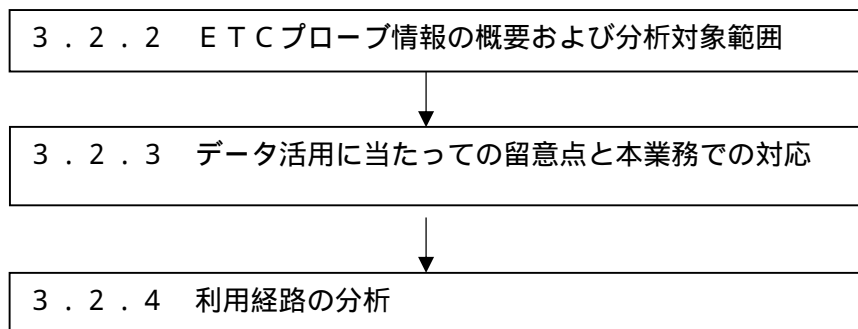 ３．２．２　ＥＴＣプローブ情報の概要および分析対象範囲
３．２．３　データ活用に当たっての留意点と本業務での対応
３．２．４　利用経路の分析